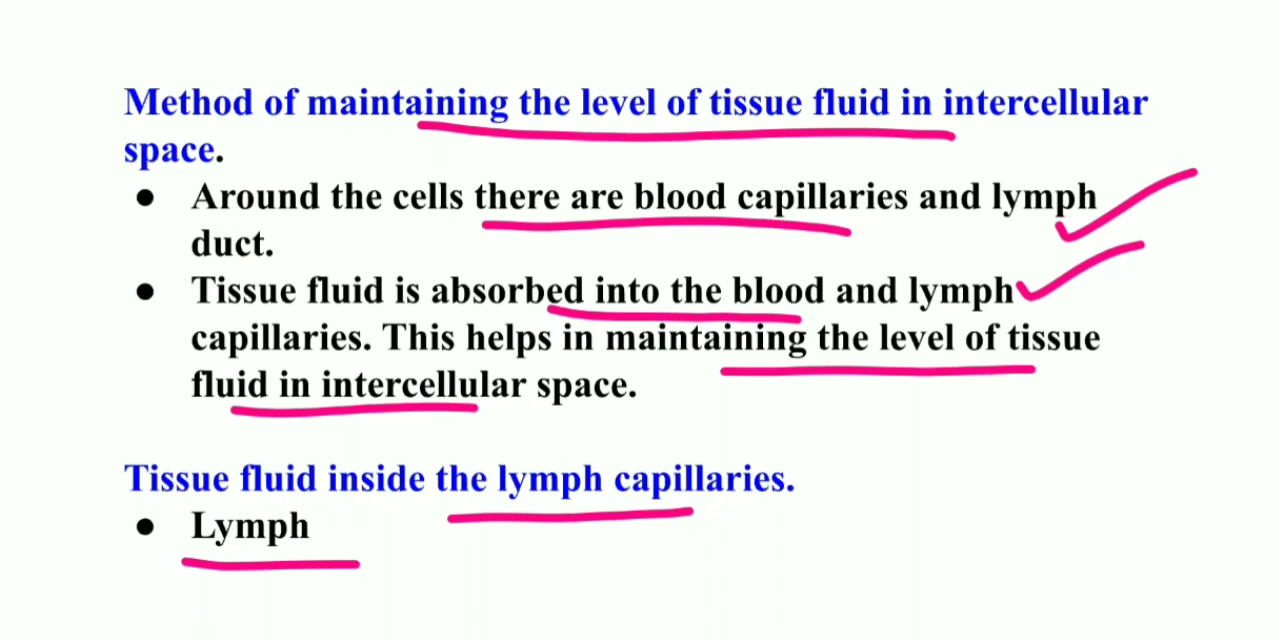 Method of maintaining the level of tissue fluid in intercellular
space.
● Around the cells there are blood capillaries and lymph
duct.
● Tissue fluid is absorbed into the blood and lymph
capillaries. This helps in maintaining the level of tissue
fluid in intercellular space.
Tissue fluid inside the lymph capillaries.
● Lymph